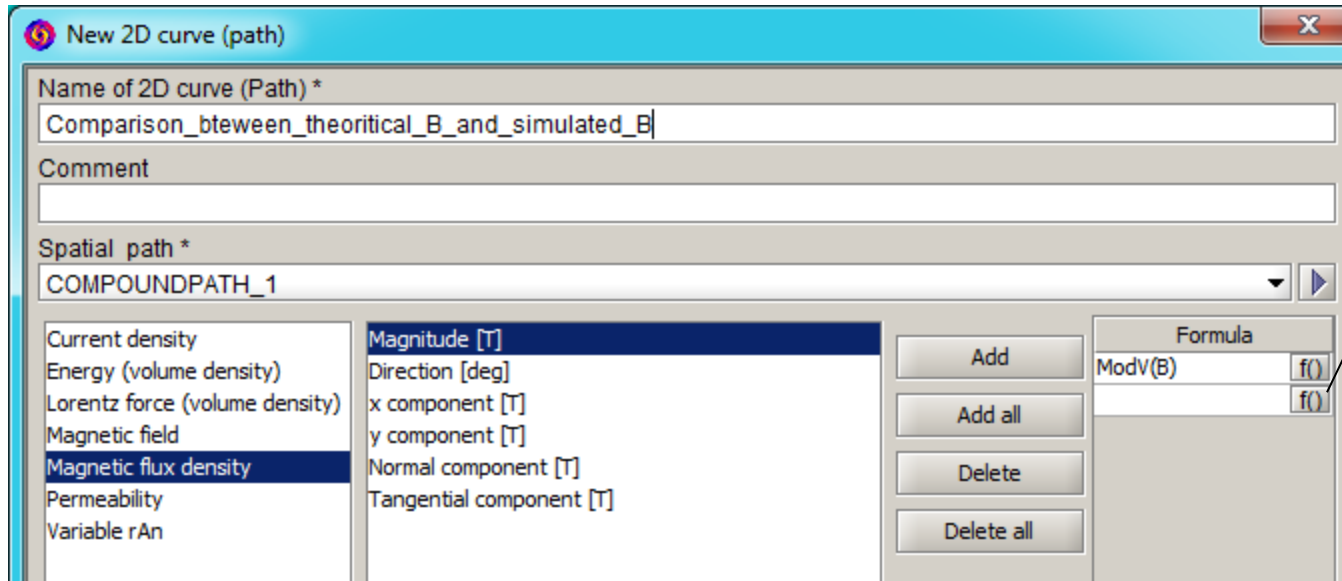 New 2D curve (path)
Name of 2D curve (Path) *
Comparison_bteween_theoritical_B_and_simulated_B
Comment
Spatial path *
COMPOUNDPATH_1
Current density
Energy (volume density)
Lorentz force (volume density)
Magnetic field
Magnetic flux density
Permeability
Variable rAn
Magnitude [T]
Direction [deg]
x component [T]
y component [T]
Normal component [T]
Tangential component [T]
Add
Add all
Delete
Delete all
Formula
ModV(B) f()
f()